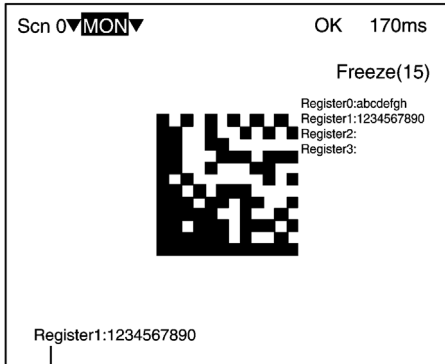 Scn 0▼MON▼ OK 170ms
Freeze(15)
Register0:abcdefgh
Register1:1234567890
Register2:
Register3:
Register1:1234567890